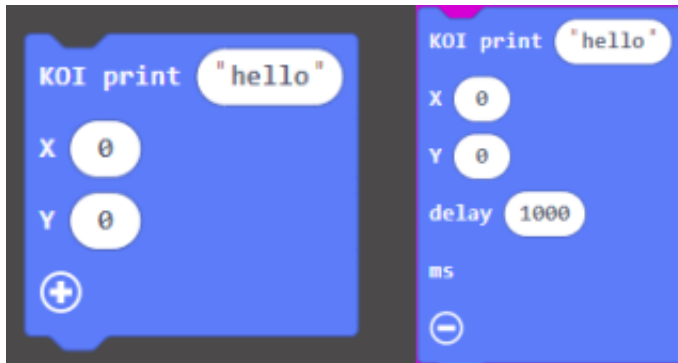 KOI print "hello"
X 0
Y 0
KOI print "hello"
X 0
Y 0
delay 1000
ms